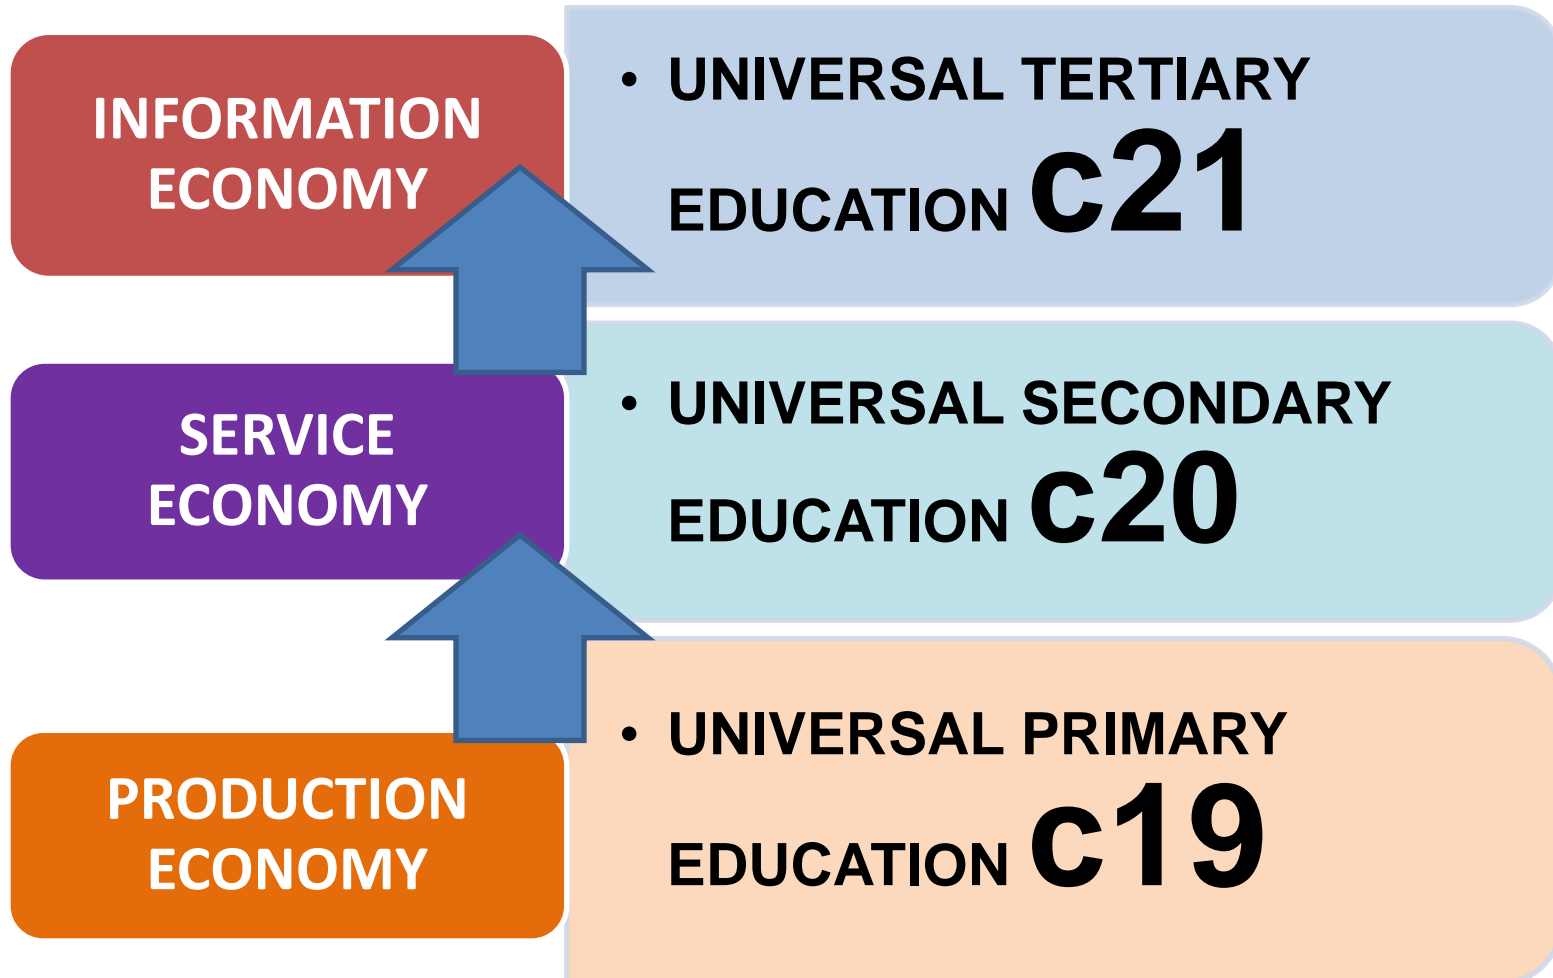 INFORMATION
ECONOMY
• UNIVERSAL TERTIARY
EDUCATION c21
SERVICE
ECONOMY
• UNIVERSAL SECONDARY
EDUCATION c20
PRODUCTION
ECONOMY
• UNIVERSAL PRIMARY
EDUCATION c19